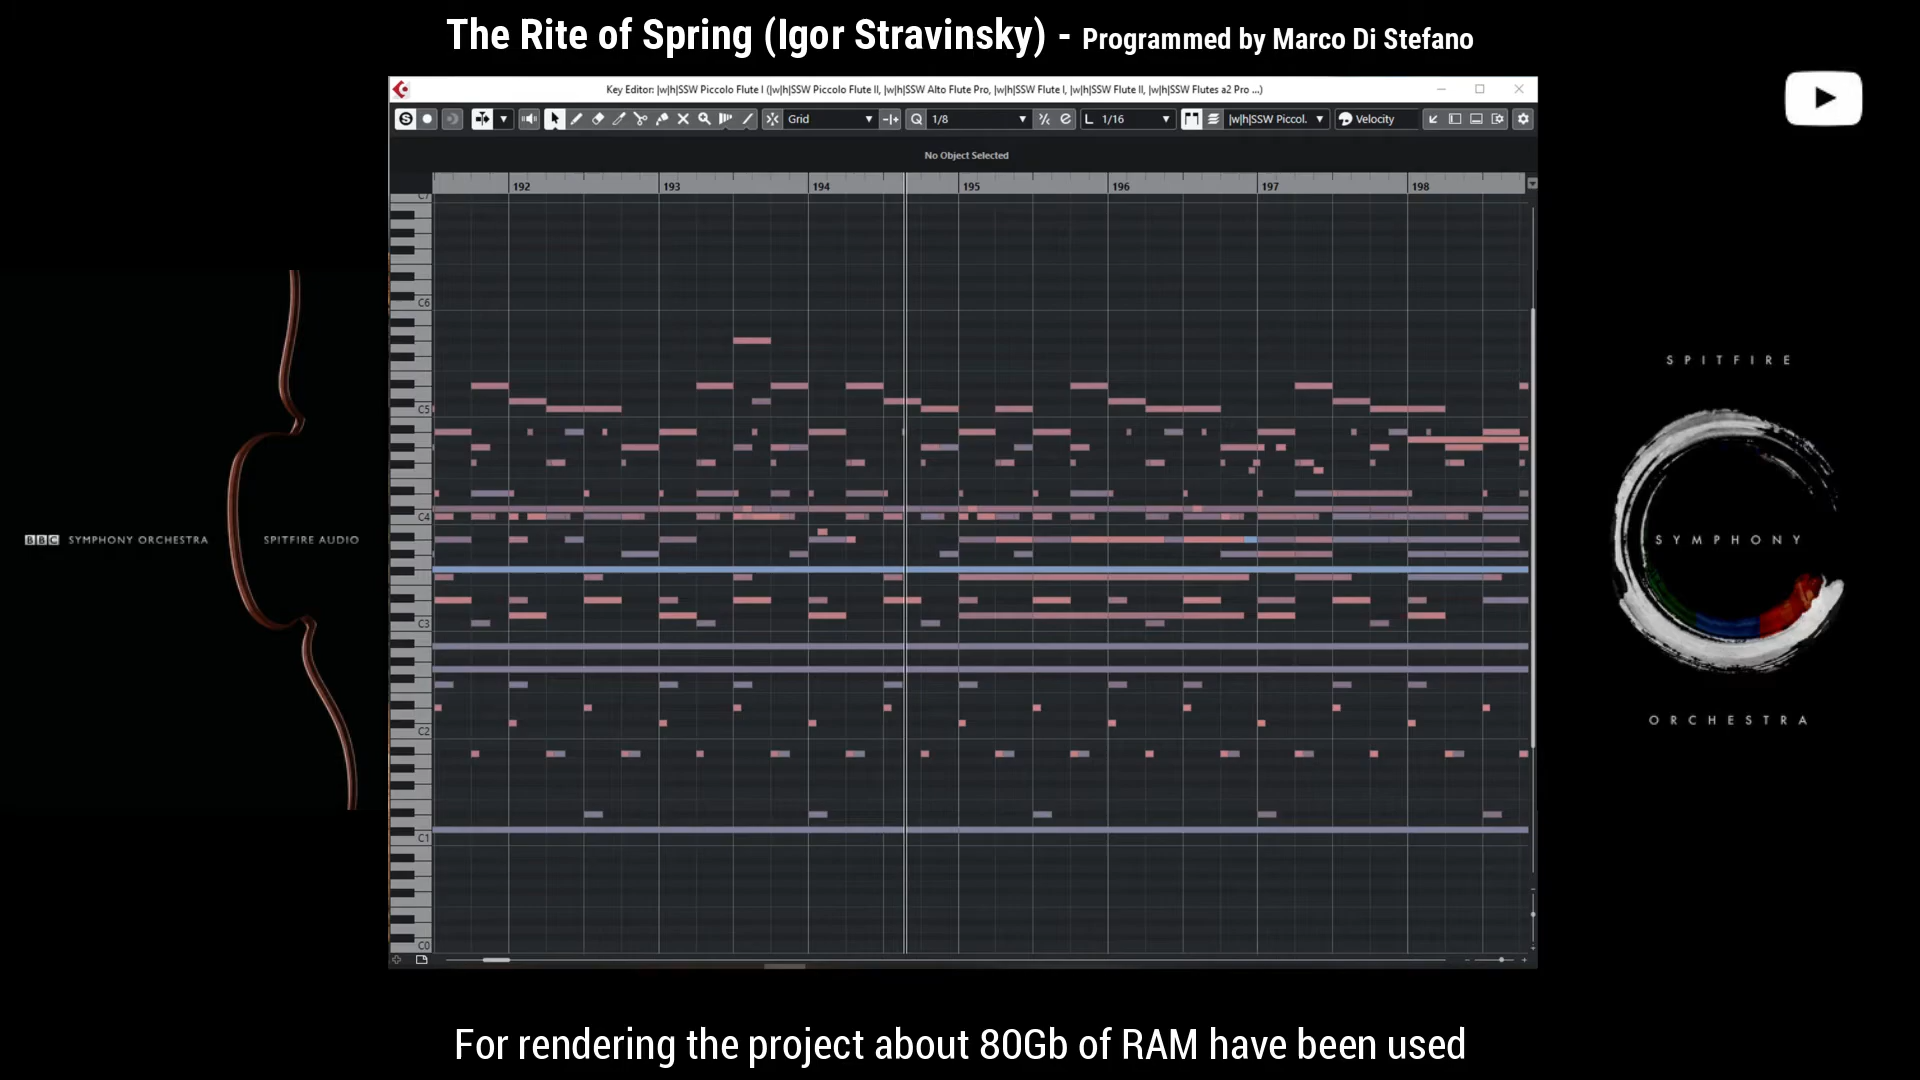 The Rite of Spring (Igor Stravinsky) - Programmed by Marco Di Stefano
Key Editor: |w|h|SSW Piccolo Flute I (|w|h|SSW Piccolo Flute II, |w|h|SSW Alto Flute Pro, |w|h|SSW Flute I, |w|h|SSW Flute II, |w|h|SSW Flutes a2 Pro ...)
S Grid Q 1/8 L 1/16 |w|h|SSW Piccol. Velocity
No Object Selected
192 193 194 195 196 197 198
C7
C6
C5
C4
C3
C2
C1
C0
BBC SYMPHONY ORCHESTRA SPITFIRE AUDIO
SPITFIRE
SYMPHONY
ORCHESTRA
For rendering the project about 80Gb of RAM have been used